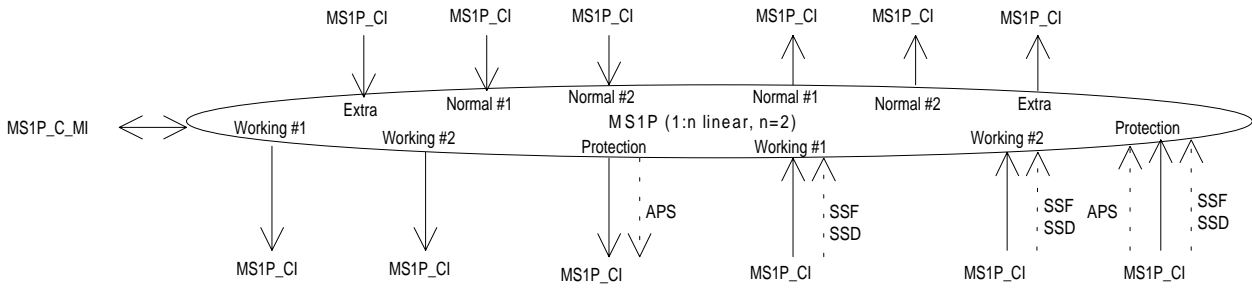 MS1P_CI MS1P_CI MS1P_CI MS1P_CI MS1P_CI MS1P_CI
Extra Normal #1 Normal #2 Normal #1 Normal #2 Extra
MS1P_C_MI
MS1P (1:n linear, n=2)
Working #1 Working #2 Protection Working #1 Working #2 Protection
APS SSF SSF APS SSF
SSD SSD SSD
MS1P_CI MS1P_CI MS1P_CI MS1P_CI MS1P_CI MS1P_CI